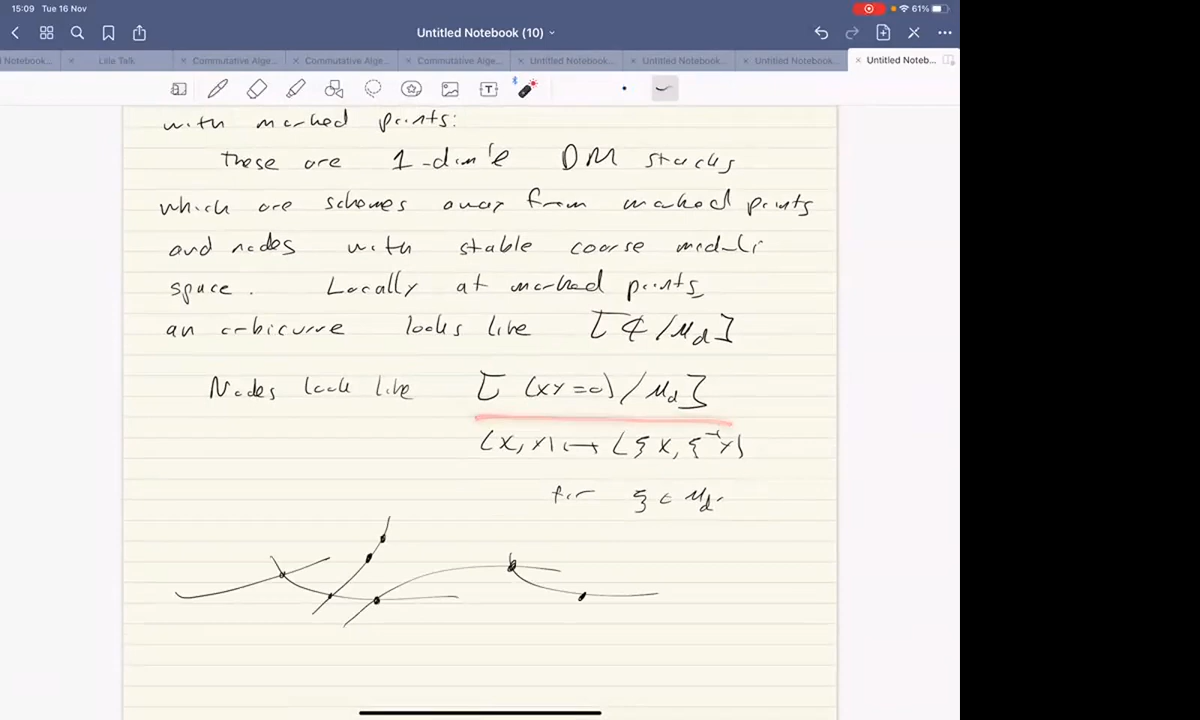 15:09 Tue 16 Nov
61%
Untitled Notebook (10)
Notebook...
Lille Talk
Commutative Alge...
Commutative Alge...
Commutative Alge...
Untitled Notebook...
Untitled Notebook...
Untitled Notebook...
Untitled Noteb...
with marked points:
These are 1-dim'l DM stacks
which are schemes away from marked points
and nodes with stable coarse moduli
space. Locally at marked points,
an orbicurve looks like [ℂ/μ_d]
Nodes look like [(xy=0)/μ_d]
(x,y) ↦ (ξx, ξ⁻¹y)
for ξ ∈ μ_d.